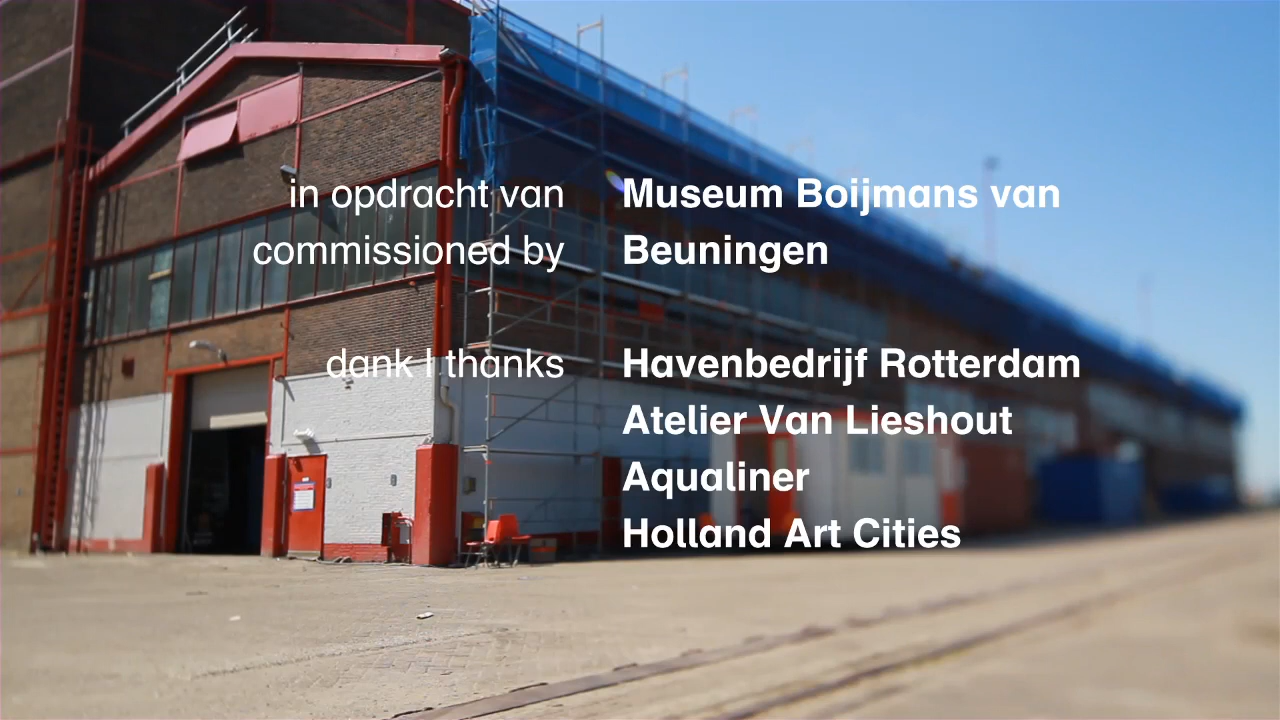 in opdracht van Museum Boijmans van
commissioned by Beuningen
dank | thanks Havenbedrijf Rotterdam
Atelier Van Lieshout
Aqualiner
Holland Art Cities